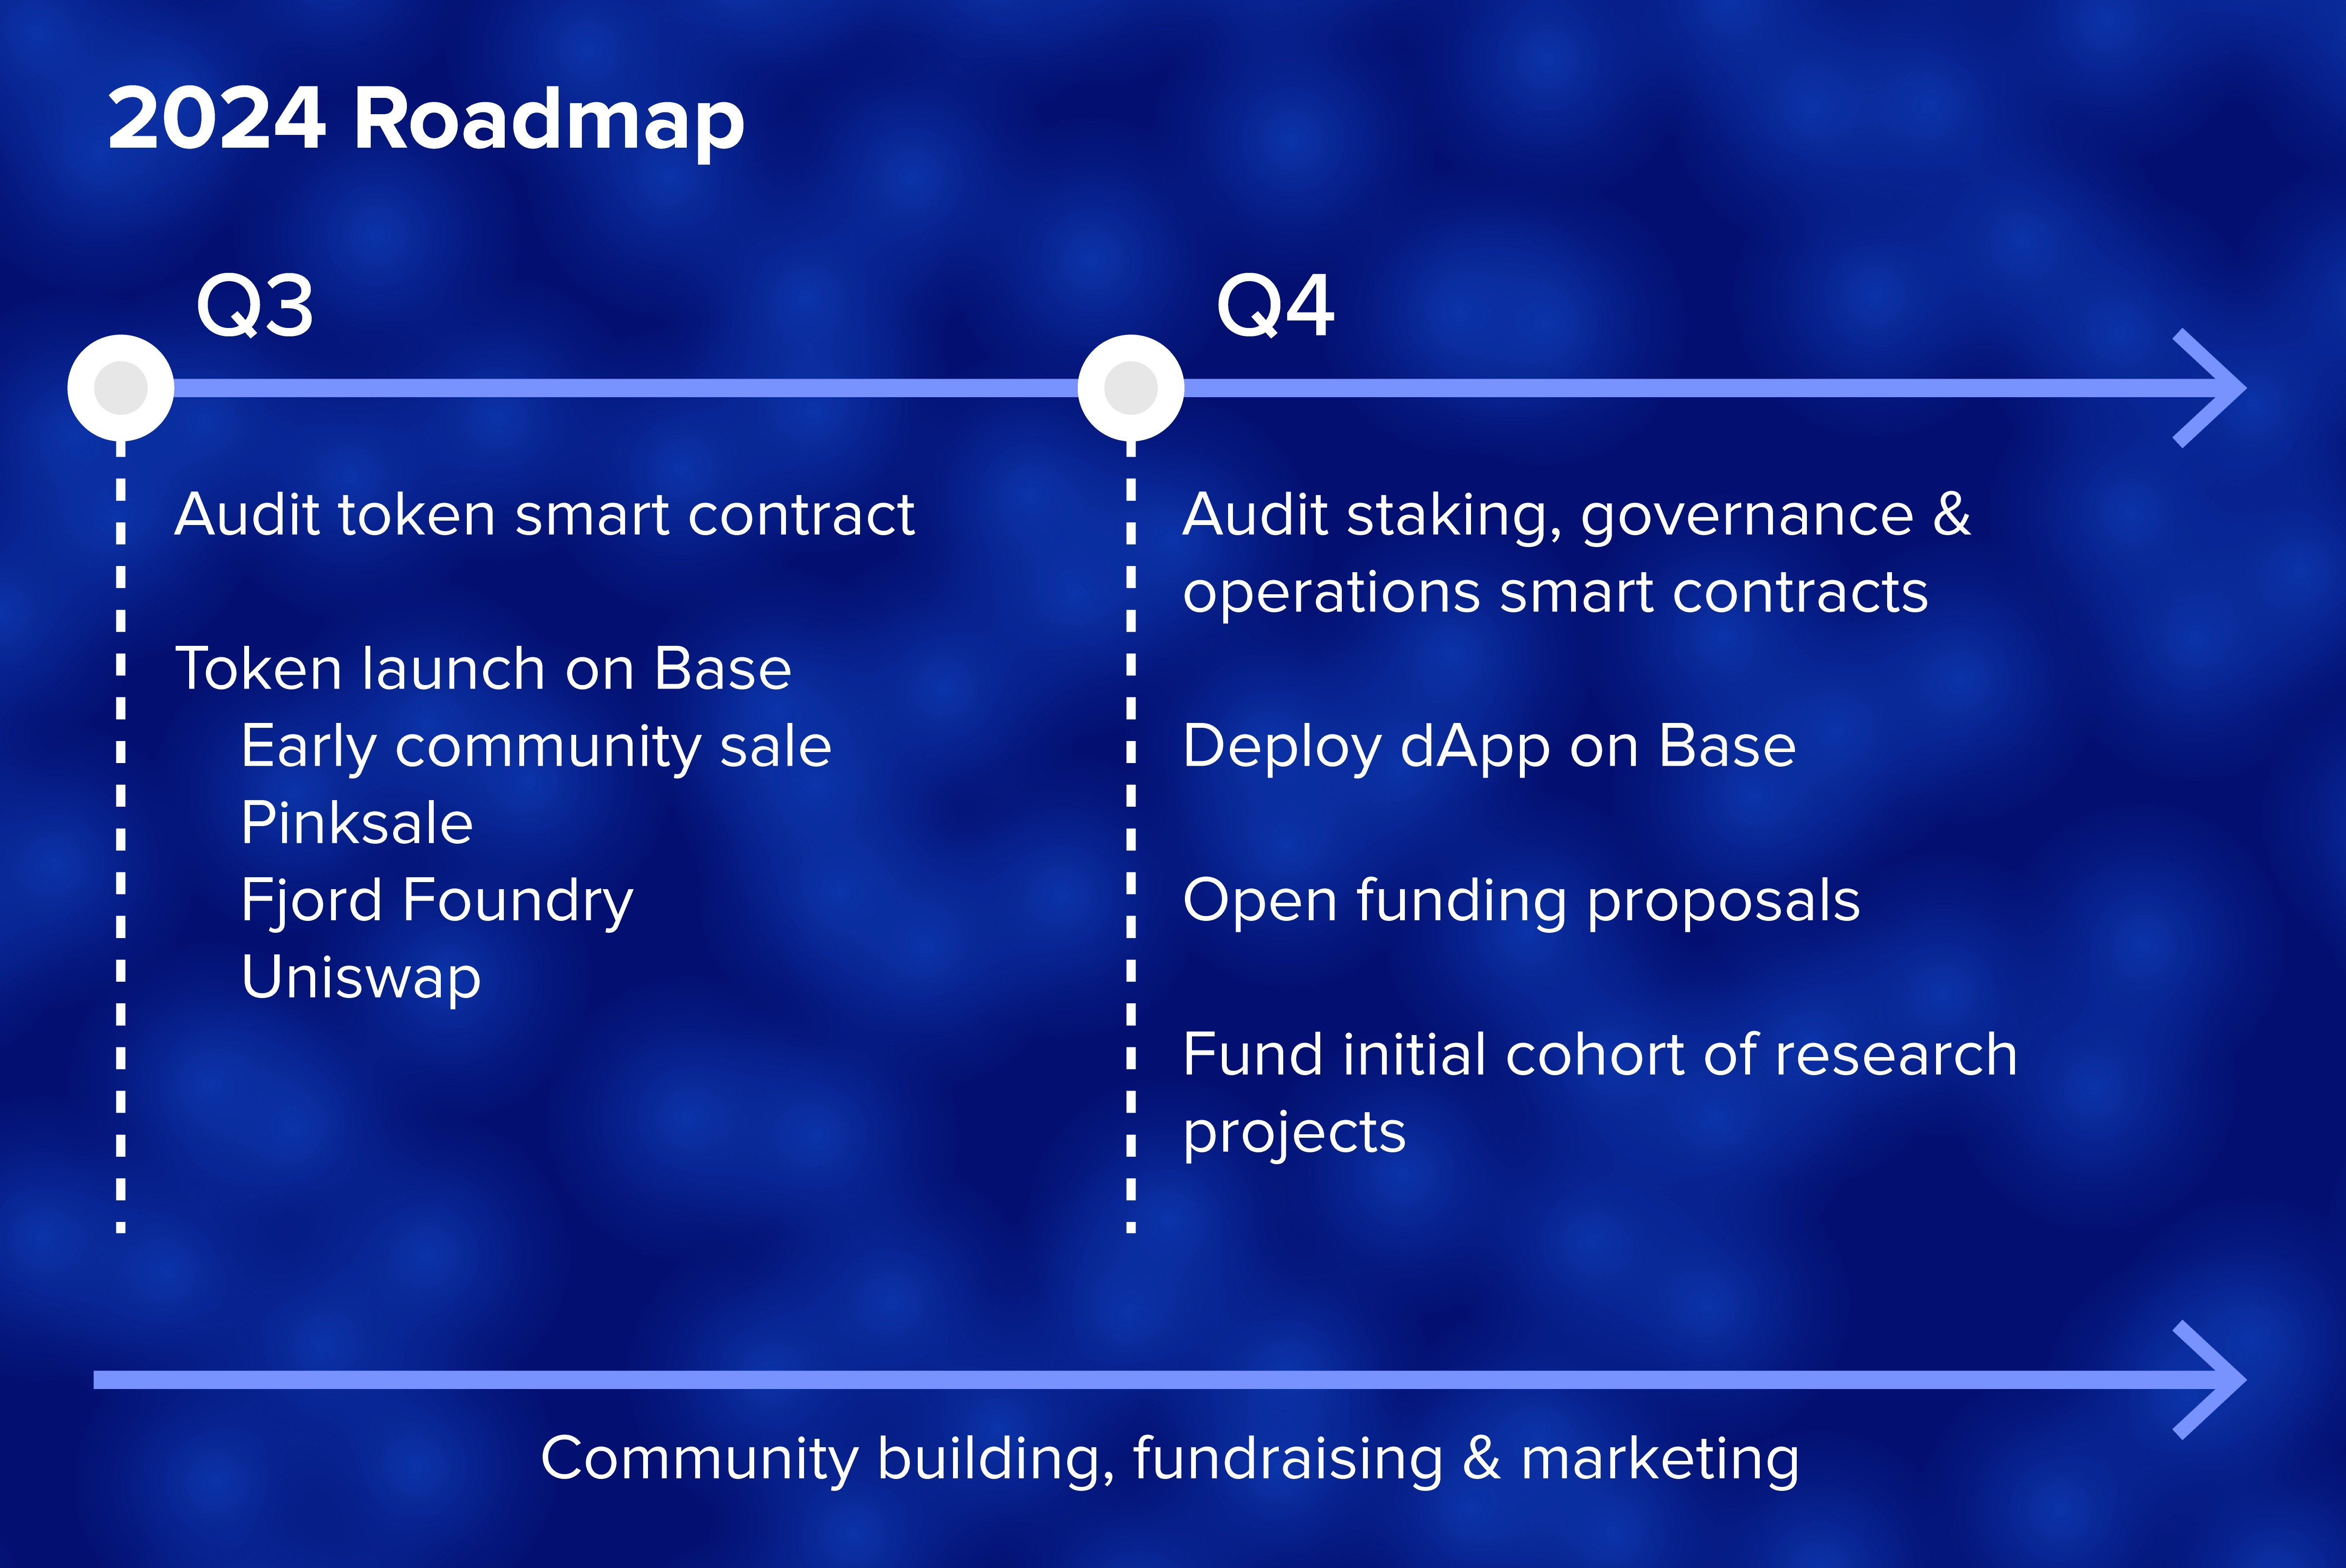 2024 Roadmap
Q3
Audit token smart contract
Token launch on Base
Early community sale
Pinksale
Fjord Foundry
Uniswap
Q4
Audit staking, governance &
operations smart contracts
Deploy dApp on Base
Open funding proposals
Fund initial cohort of research
projects
Community building, fundraising & marketing